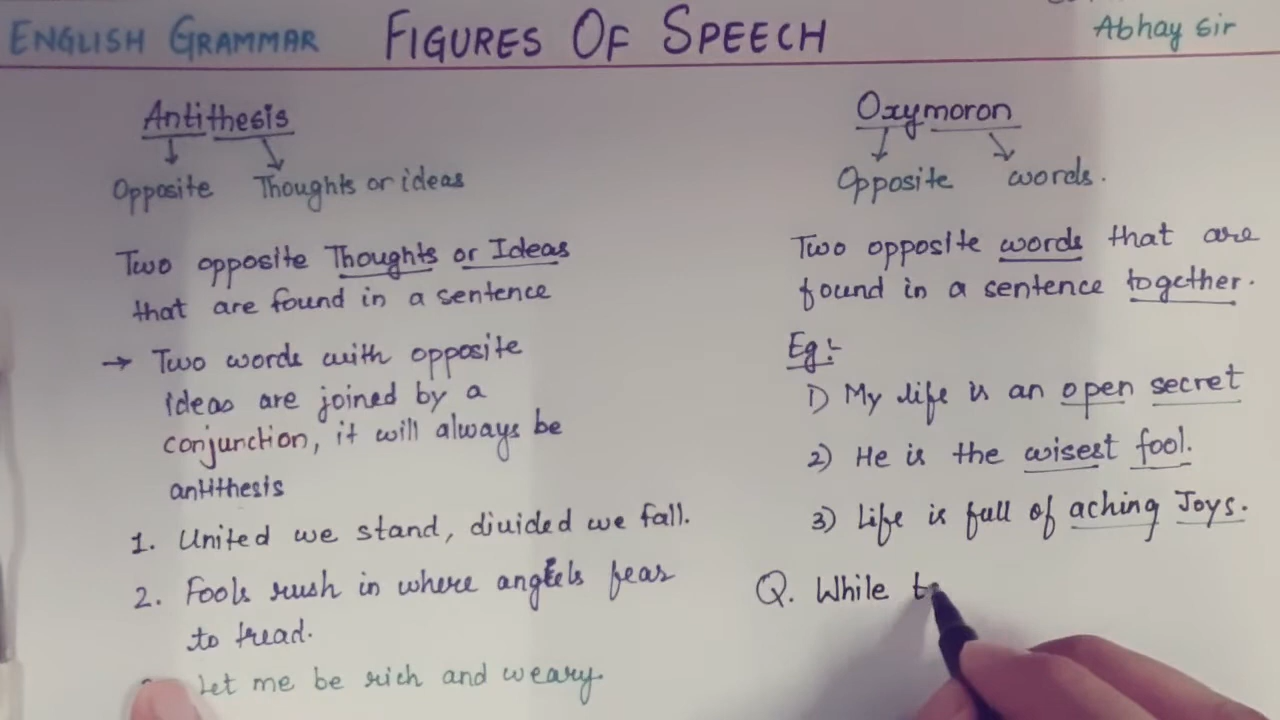 ENGLISH GRAMMAR FIGURES OF SPEECH Abhay Sir
Antithesis
Opposite Thoughts or ideas
Two opposite Thoughts or Ideas
that are found in a sentence
→ Two words with opposite
ideas are joined by a
conjunction, it will always be
antithesis
1. United we stand, divided we fall.
2. Fools rush in where angels fear
to tread.
Let me be rich and weary.
Oxymoron
Opposite words.
Two opposite words that are
found in a sentence together.
Eg:-
1) My life is an open secret
2) He is the wisest fool.
3) Life is full of aching Joys.
Q. While t